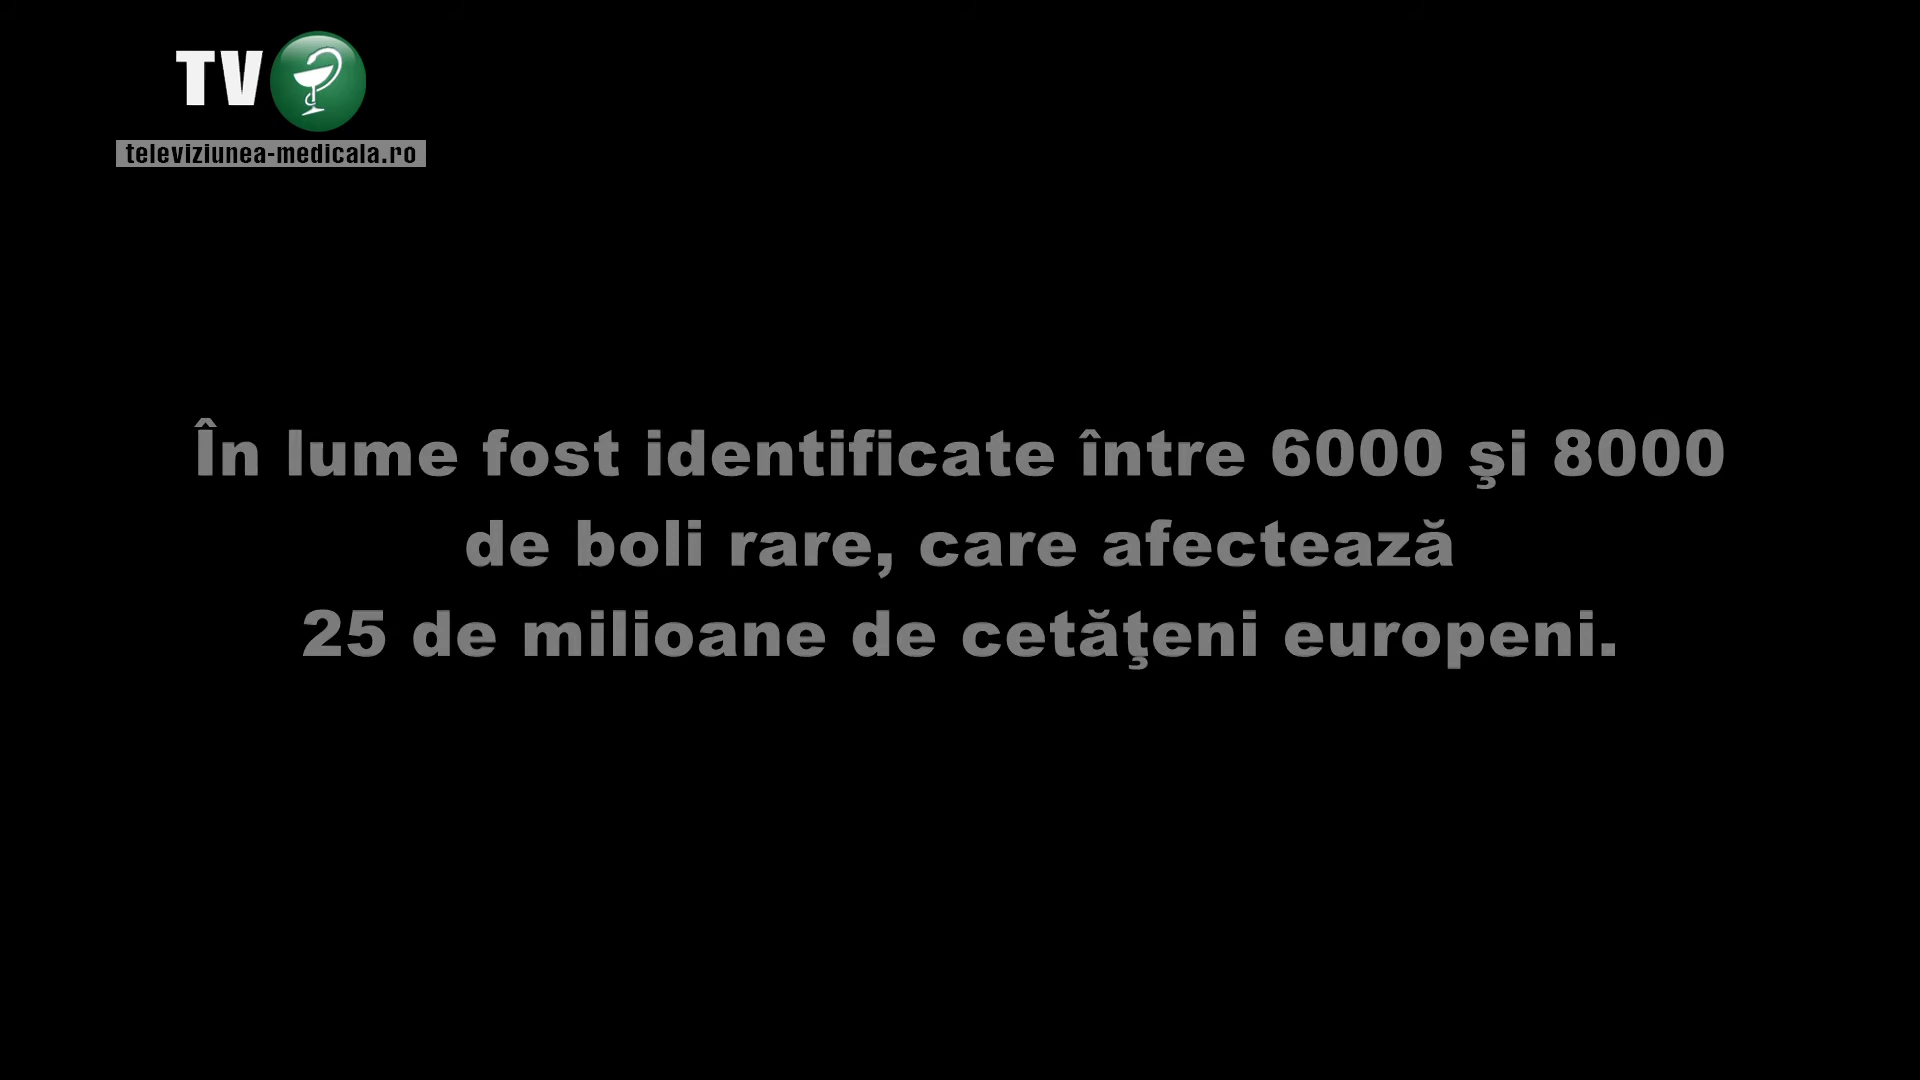 TV
televiziunea-medicala.ro
În lume fost identificate între 6000 şi 8000
de boli rare, care afectează
25 de milioane de cetăţeni europeni.